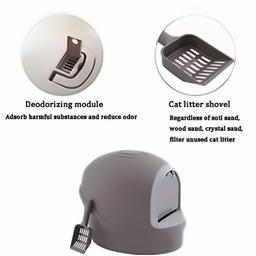 Deodorizing module
Adsorb harmful substances and reduce odor
Cat litter shovel
Regardless of soil sand,
wood sand, crystal sand,
filter unused cat litter